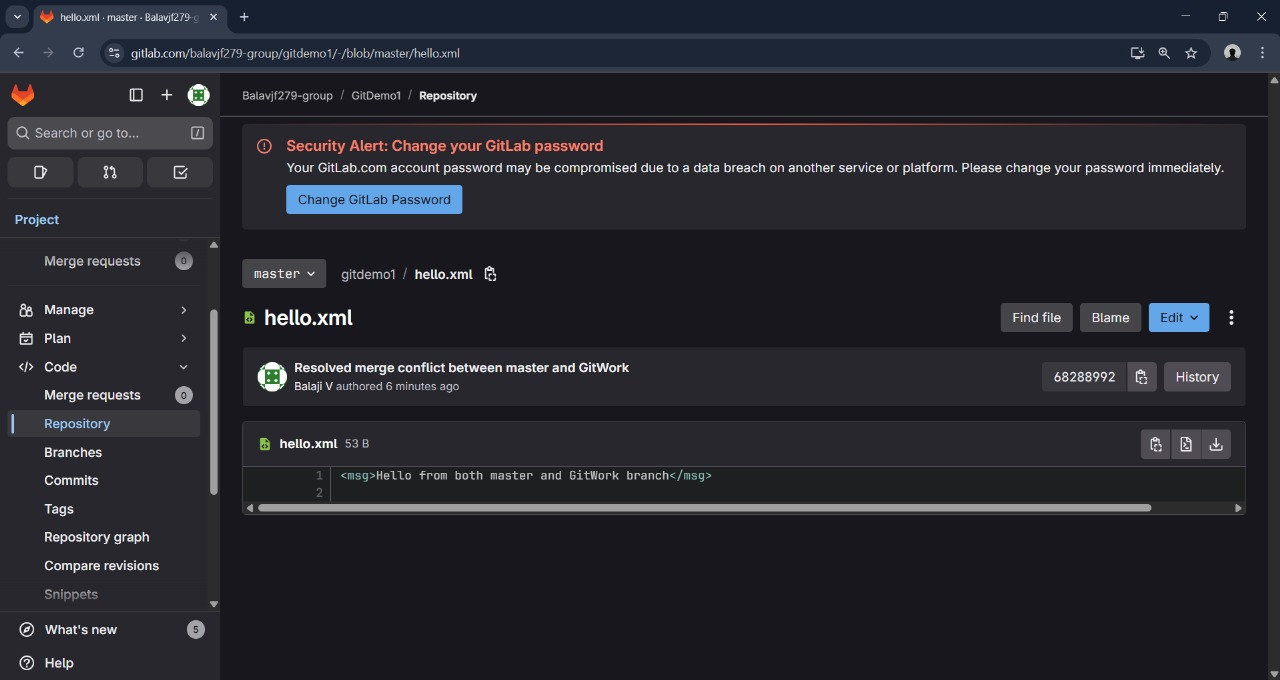 hello.xml · master · Balavjf279-g
gitlab.com/balavjf279-group/gitdemo1/-/blob/master/hello.xml
Search or go to... /
Project
Merge requests 0
Manage
Plan
Code
Merge requests 0
Repository
Branches
Commits
Tags
Repository graph
Compare revisions
Snippets
What's new 5
Help
Balavjf279-group / GitDemo1 / Repository
Security Alert: Change your GitLab password
Your GitLab.com account password may be compromised due to a data breach on another service or platform. Please change your password immediately.
Change GitLab Password
master gitdemo1 / hello.xml
hello.xml Find file Blame Edit
Resolved merge conflict between master and GitWork
Balaji V authored 6 minutes ago
68288992 History
hello.xml 53 B
1 <msg>Hello from both master and GitWork branch</msg>
2